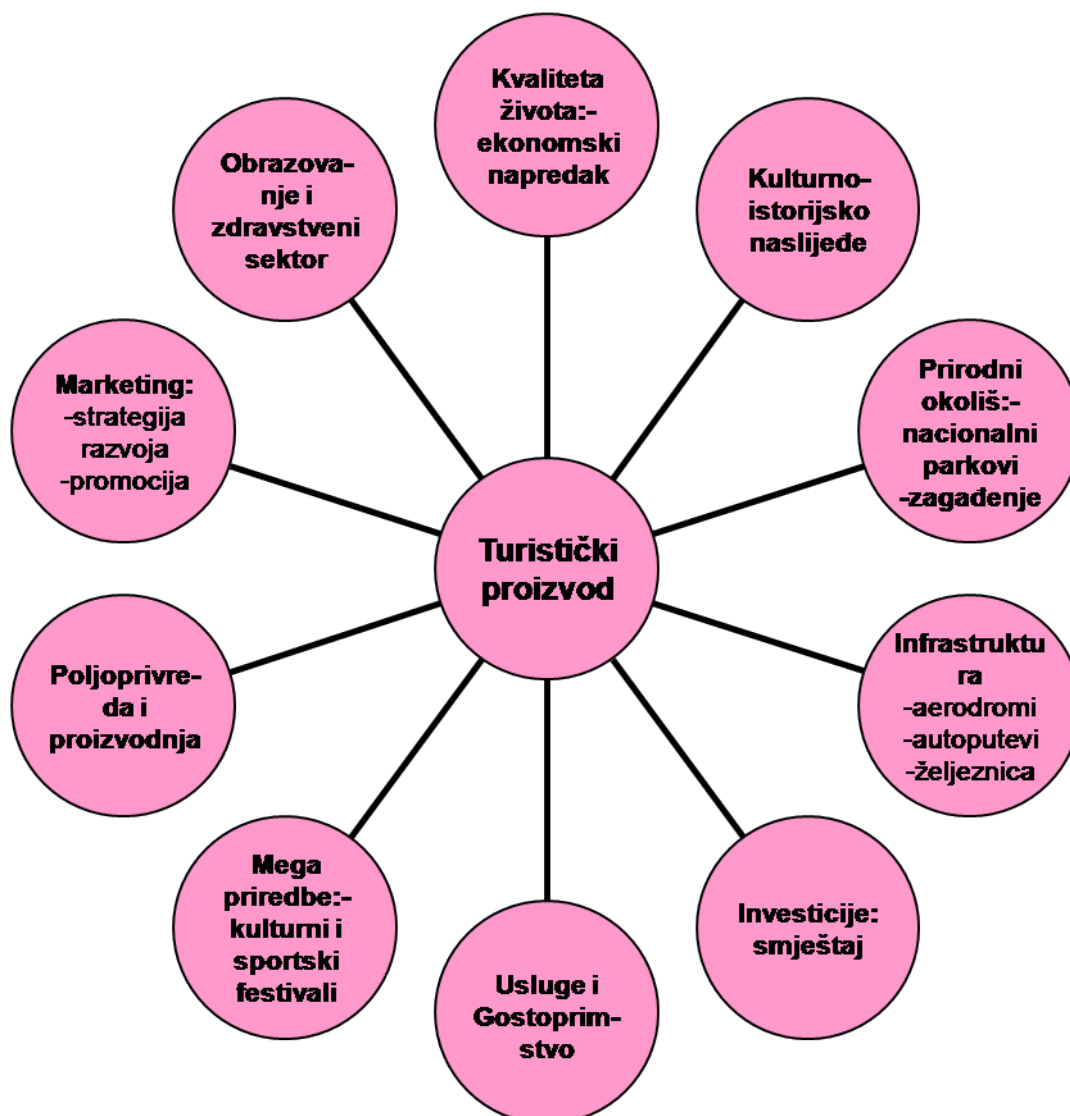 Kvaliteta
života:-
ekonomski
napredak
Kulturno-
istorijsko
naslijeđe
Prirodni
okoliš:-
nacionalni
parkovi
-zagađenje
Infrastruktu
ra
-aerodromi
-autoputevi
-željeznica
Investicije:
smještaj
Usluge i
Gostoprim-
stvo
Mega
priredbe:-
kulturni i
sportski
festivali
Poljoprivre-
da i
proizvodnja
Marketing:
-strategija
razvoja
-promocija
Obrazova-
nje i
zdravstveni
sektor
Turistički
proizvod